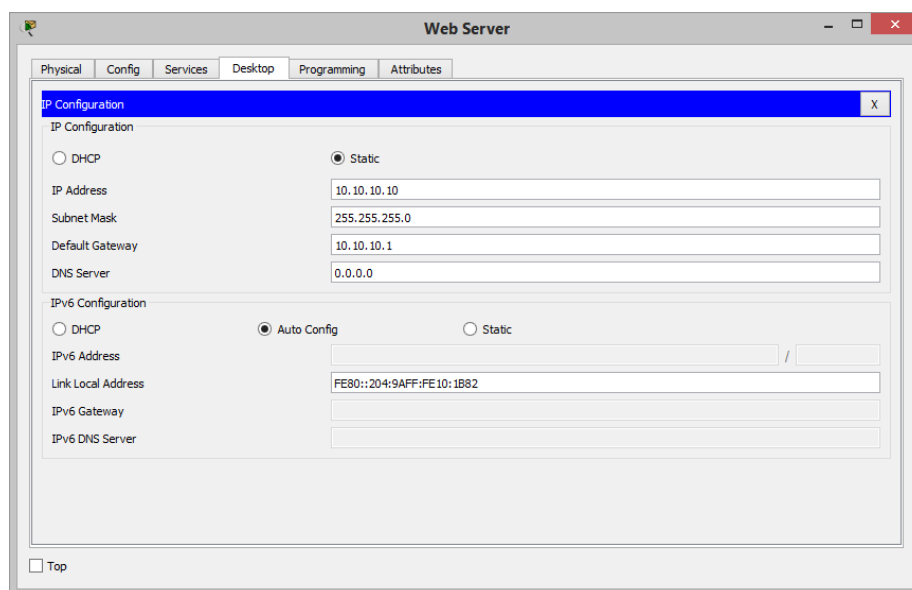 Web Server
Physical Config Services Desktop Programming Attributes
IP Configuration X
IP Configuration
DHCP Static
IP Address 10.10.10.10
Subnet Mask 255.255.255.0
Default Gateway 10.10.10.1
DNS Server 0.0.0.0
IPv6 Configuration
DHCP Auto Config Static
IPv6 Address /
Link Local Address FE80::204:9AFF:FE10:1B82
IPv6 Gateway
IPv6 DNS Server
Top